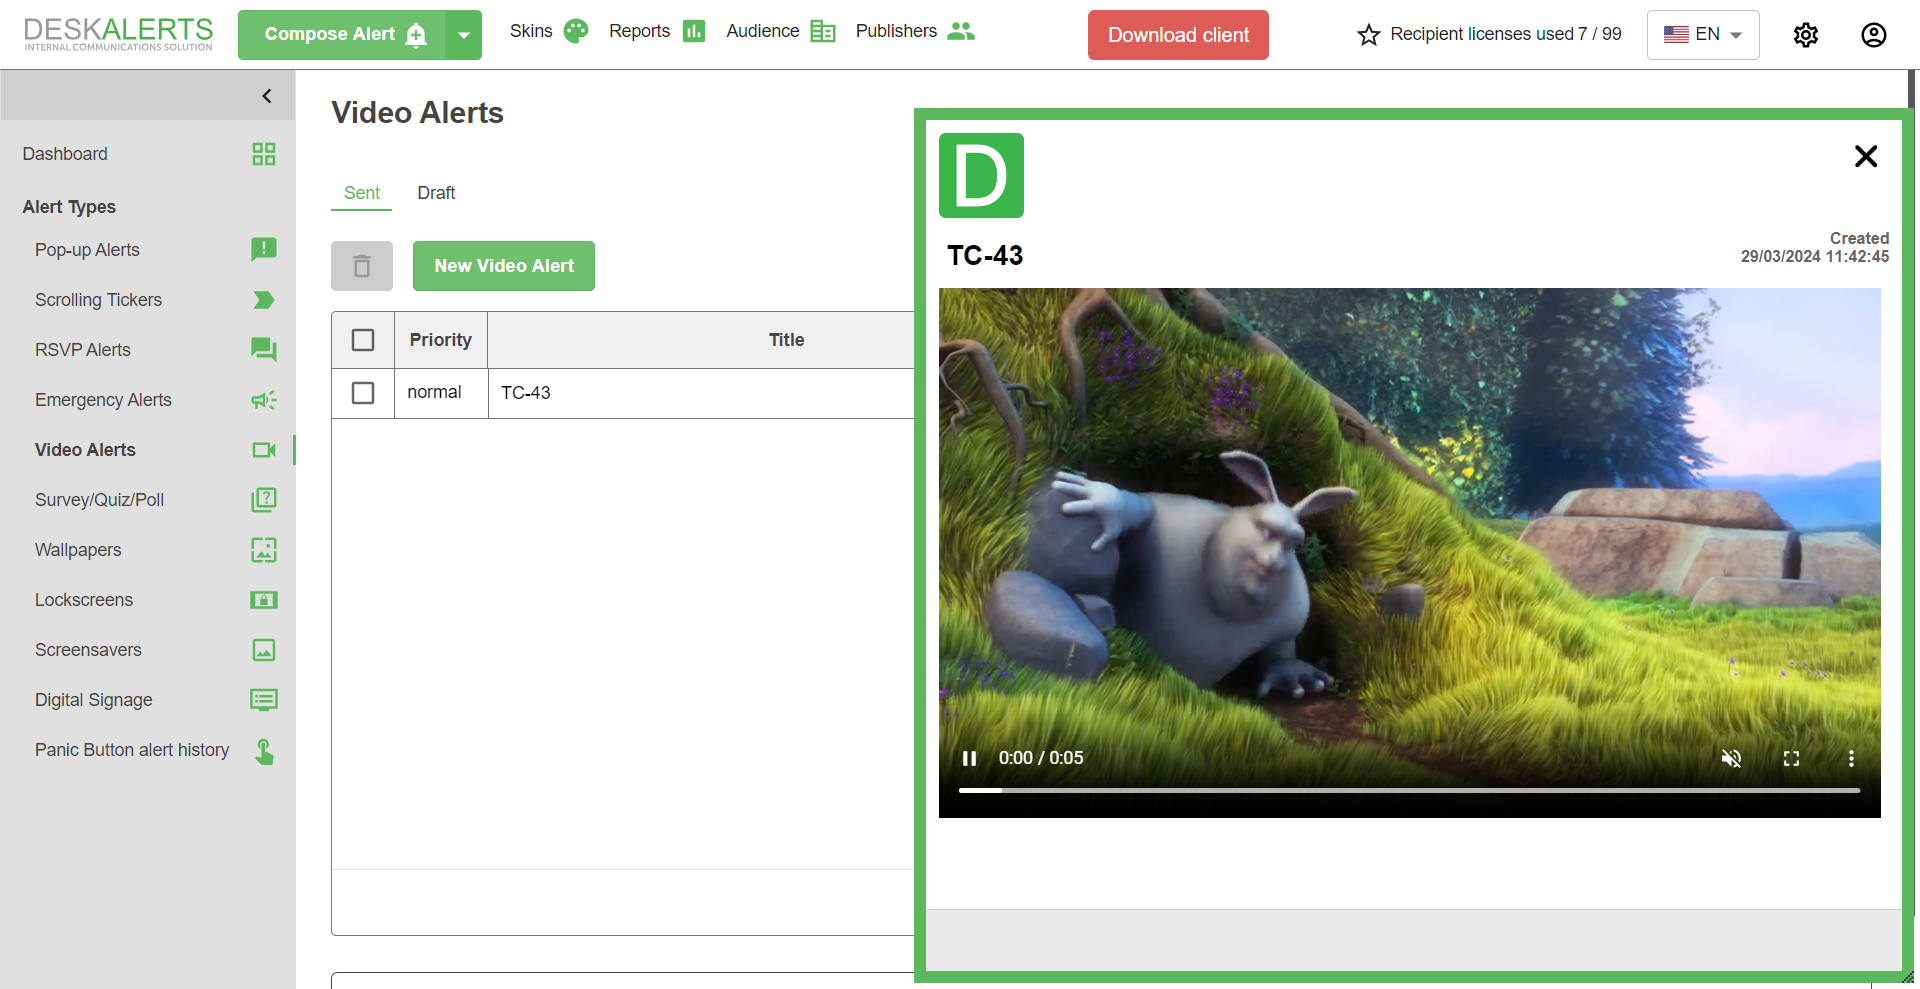 DESKALERTS
INTERNAL COMMUNICATIONS SOLUTION
Compose Alert
Skins
Reports
Audience
Publishers
Download client
Recipient licenses used 7 / 99
EN
Dashboard
Alert Types
Pop-up Alerts
Scrolling Tickers
RSVP Alerts
Emergency Alerts
Video Alerts
Survey/Quiz/Poll
Wallpapers
Lockscreens
Screensavers
Digital Signage
Panic Button alert history
Video Alerts
Sent
Draft
New Video Alert
Priority
Title
normal
TC-43
D
TC-43
Created
29/03/2024 11:42:45
0:00 / 0:05